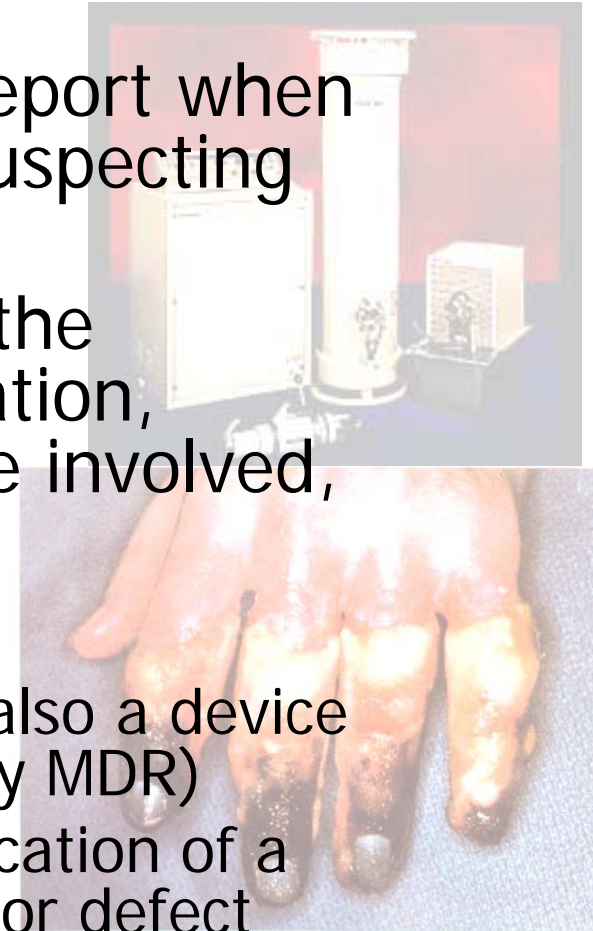 eport when
uspecting
the
ation,
e involved,
also a device
y MDR)
cation of a
or defect